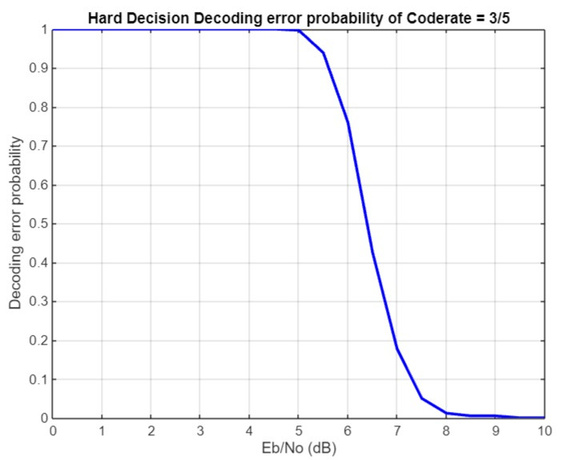 Hard Decision Decoding error probability of Coderate = 3/5
Decoding error probability
1
0.9
0.8
0.7
0.6
0.5
0.4
0.3
0.2
0.1
0
0 1 2 3 4 5 6 7 8 9 10
Eb/No (dB)